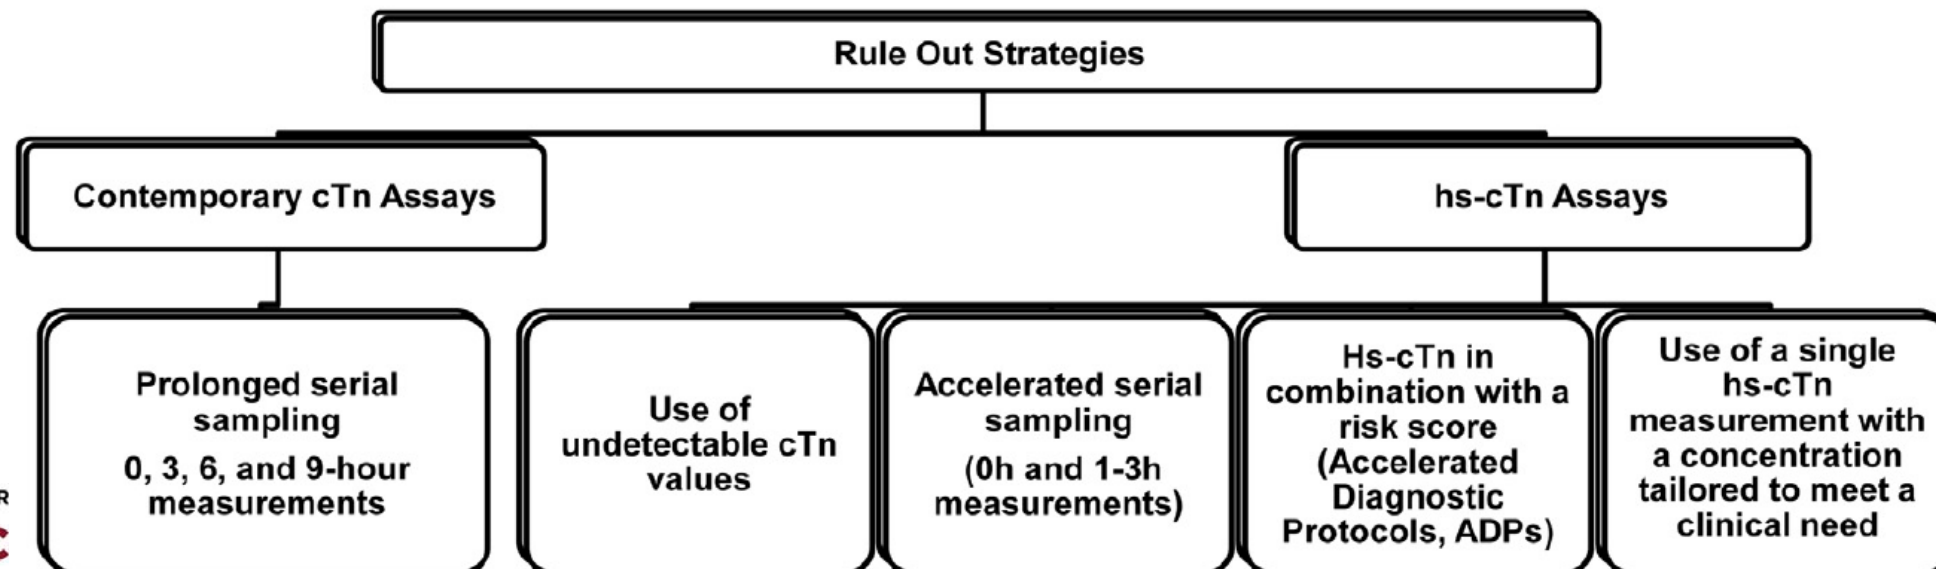 Rule Out Strategies
Contemporary cTn Assays
hs-cTn Assays
Prolonged serial
sampling
0, 3, 6, and 9-hour
measurements
Use of
undetectable cTn
values
Accelerated serial
sampling
(0h and 1-3h
measurements)
Hs-cTn in
combination with a
risk score
(Accelerated
Diagnostic
Protocols, ADPs)
Use of a single
hs-cTn
measurement with
a concentration
tailored to meet a
clinical need
R
C